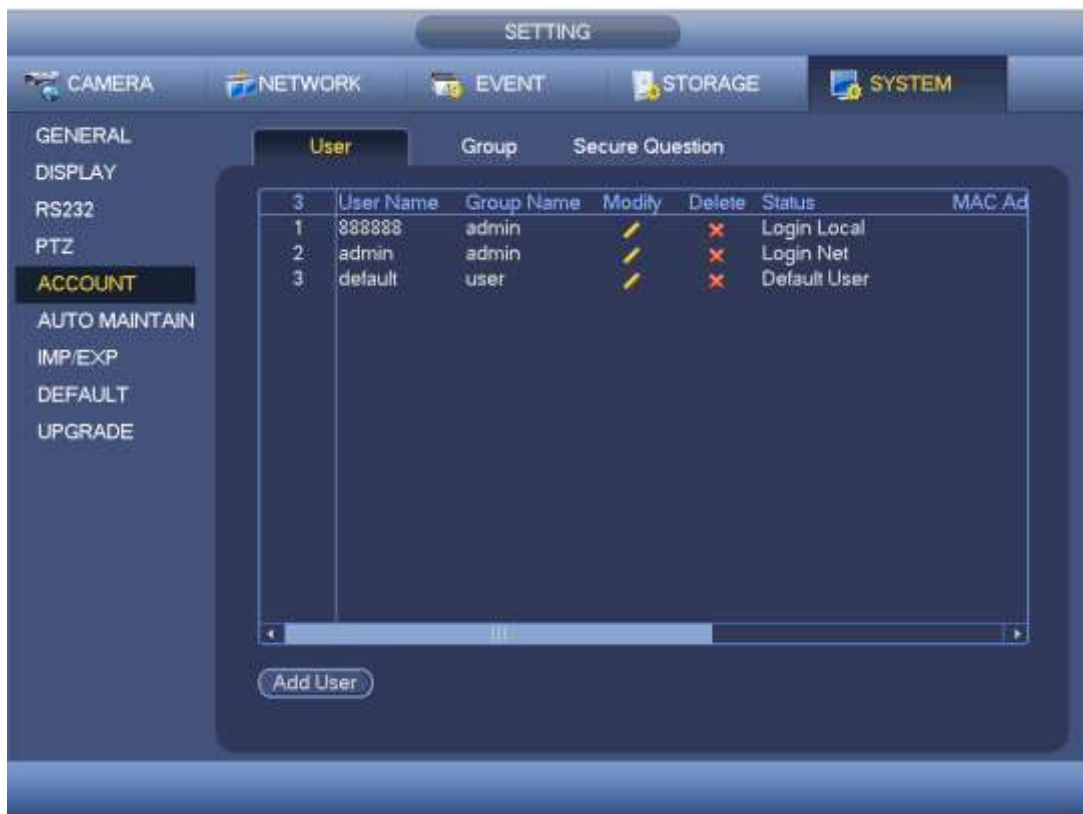 SETTING
CAMERA NETWORK EVENT STORAGE SYSTEM
GENERAL
DISPLAY
RS232
PTZ
ACCOUNT
AUTO MAINTAIN
IMP/EXP
DEFAULT
UPGRADE
User Group Secure Question
3 User Name Group Name Modify Delete Status MAC Ad
1 888888 admin Login Local
2 admin admin Login Net
3 default user Default User
Add User